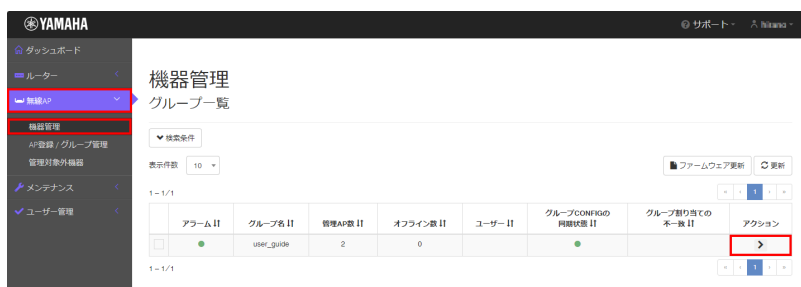 YAMAHA
サポート
ダッシュボード
ルーター
無線AP
機器管理
AP登録 / グループ管理
管理対象外機器
メンテナンス
ユーザー管理
機器管理
グループ一覧
検索条件
表示件数 10
ファームウェア更新 更新
1 – 1/1
« ‹ 1 › »
アラーム グループ名 管理AP数 オフライン数 ユーザー グループCONFIGの同期状態 グループ割り当ての不一致 アクション
user_guide 2 0
1 – 1/1
« ‹ 1 › »